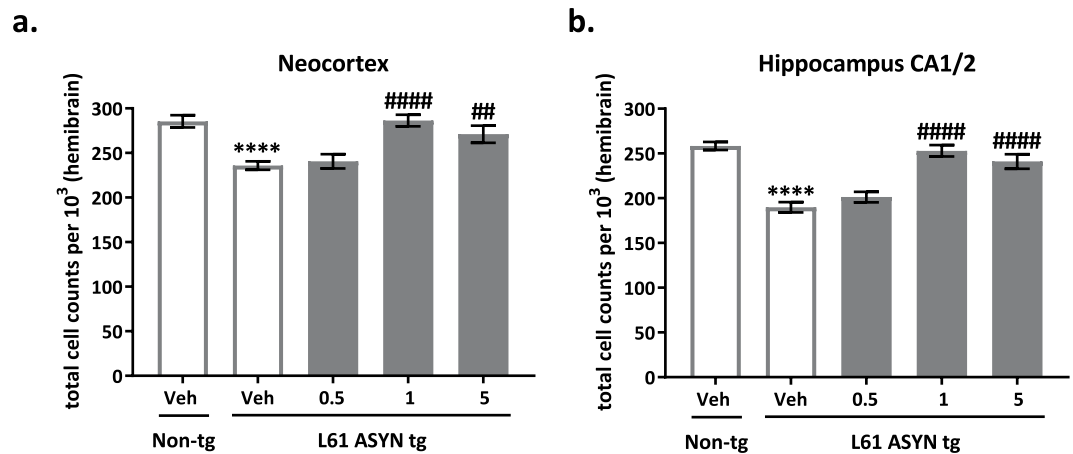 a.
Neocortex
total cell counts per 10³ (hemibrain)
300
250
200
150
100
50
0
****
####
##
Veh Veh 0.5 1 5
Non-tg L61 ASYN tg
b.
Hippocampus CA1/2
total cell counts per 10³ (hemibrain)
300
250
200
150
100
50
0
****
####
####
Veh Veh 0.5 1 5
Non-tg L61 ASYN tg